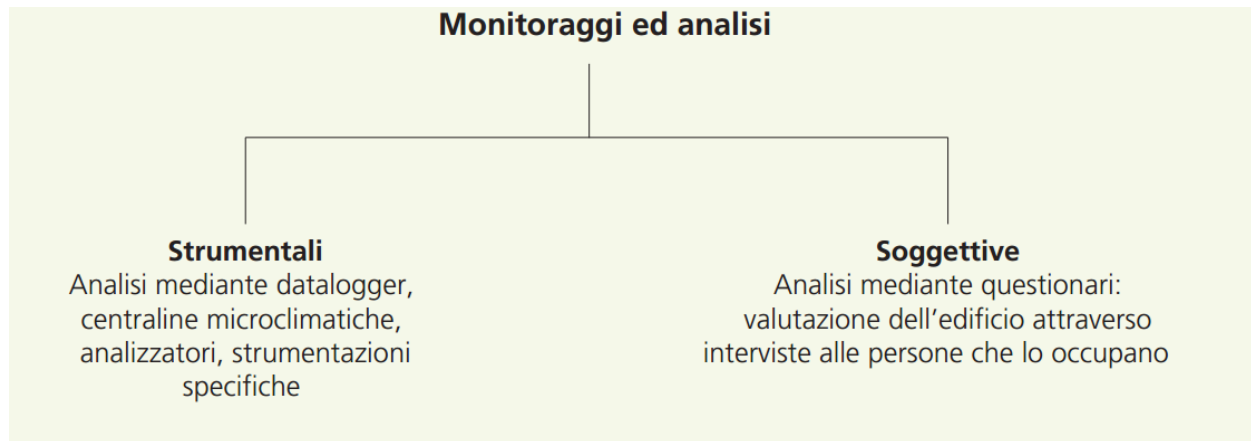 Monitoraggi ed analisi
Strumentali
Analisi mediante datalogger,
centraline microclimatiche,
analizzatori, strumentazioni
specifiche
Soggettive
Analisi mediante questionari:
valutazione dell’edificio attraverso
interviste alle persone che lo occupano